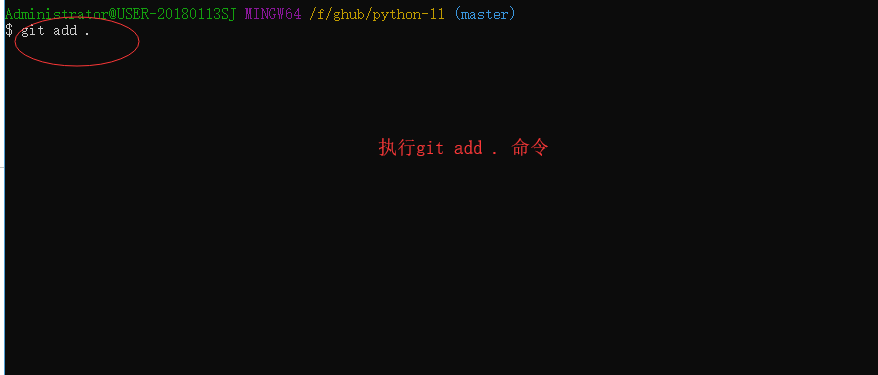 Administrator@USER-20180113SJ MINGW64 /f/ghub/python-11 (master)
$ git add .
执行git add . 命令